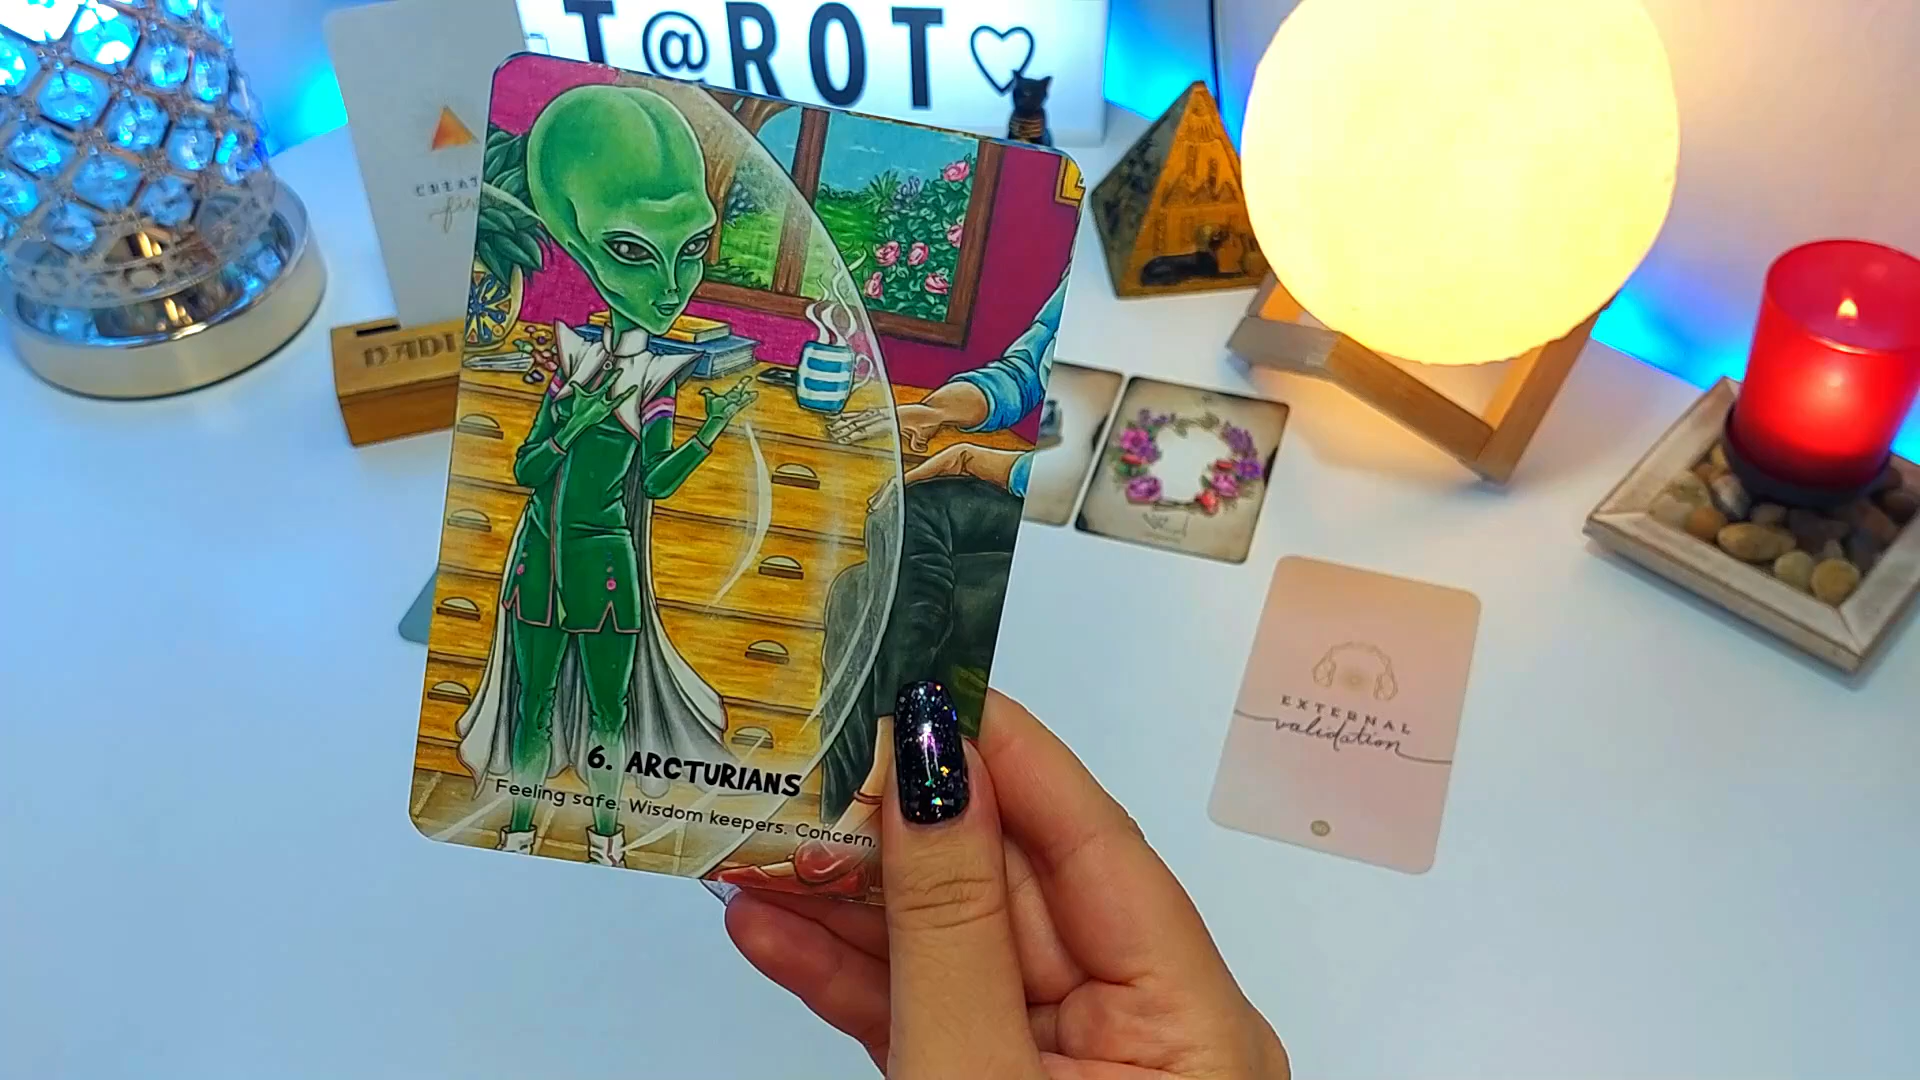 T@ROT♡
6. ARCTURIANS
Feeling safe. Wisdom keepers. Concern.
EXTERNAL
validation